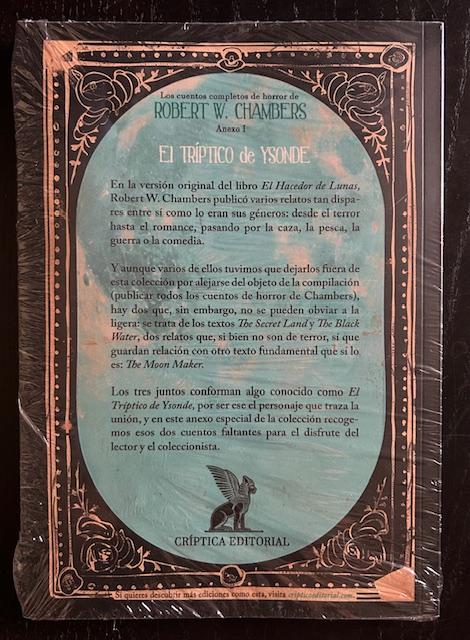 Los cuentos completos de horror de
ROBERT W. CHAMBERS
Anexo I
El TRÍPTICO de YSONDE
En la versión original del libro El Hacedor de Lunas,
Robert W. Chambers publicó varios relatos tan dispa-
res entre sí como lo eran sus géneros: desde el terror
hasta el romance, pasando por la caza, la pesca, la
guerra o la comedia.
Y aunque varios de ellos tuvimos que dejarlos fuera de
esta colección por alejarse del objeto de la compilación
(publicar todos los cuentos de horror de Chambers),
hay dos que, sin embargo, no se pueden obviar a la
ligera: se trata de los textos The Secret Land y The Black
Water, dos relatos que, si bien no son de terror, sí que
guardan relación con otro texto fundamental que sí lo
es: The Moon Maker.
Los tres juntos conforman algo conocido como El
Tríptico de Ysonde, por ser ese el personaje que traza la
unión, y en este anexo especial de la colección recoge-
mos esos dos cuentos faltantes para el disfrute del
lector y el coleccionista.
CRÍPTICA EDITORIAL
Si quieres descubrir más ediciones como esta, visita cripticaeditorial.com.